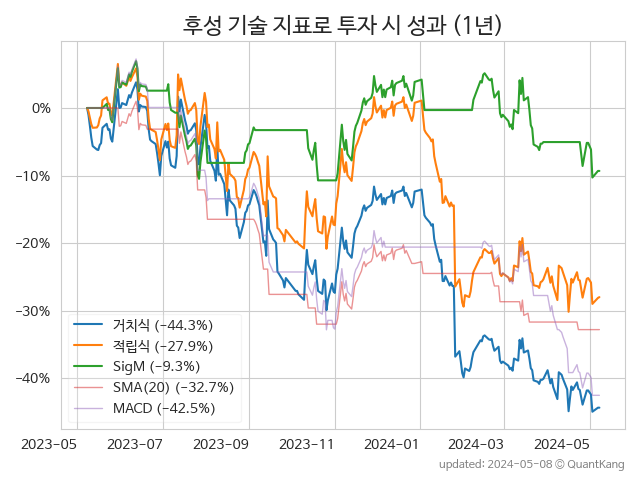 후성 기술 지표로 투자 시 성과 (1년)
0%
−10%
−20%
−30%
−40%
거치식 (−44.3%)
적립식 (−27.9%)
SigM (−9.3%)
SMA(20) (−32.7%)
MACD (−42.5%)
2023-05 2023-07 2023-09 2023-11 2024-01 2024-03 2024-05
updated: 2024-05-08 © QuantKang